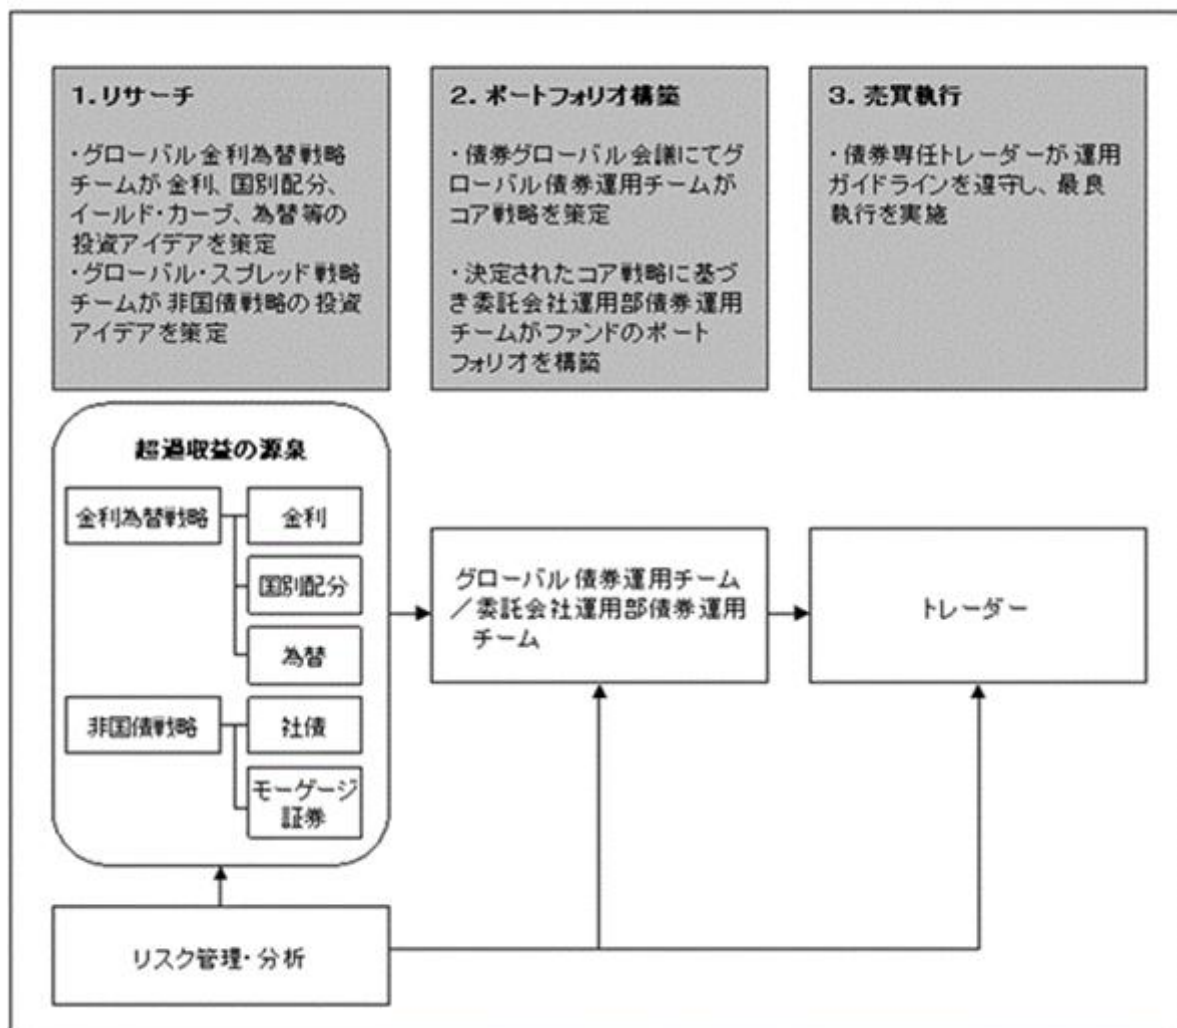 1. リサーチ
・グローバル金利為替戦略
チームが金利、国別配分、
イールド・カーブ、為替等の
投資アイデアを策定
・グローバル・スプレッド戦略
チームが非国債戦略の投資
アイデアを策定
2. ポートフォリオ構築
・債券グローバル会議にてグ
ローバル債券運用チームが
コア戦略を策定
・決定されたコア戦略に基づ
き委託会社運用部債券運用
チームがファンドのポート
フォリオを構築
3. 売買執行
・債券専任トレーダーが運用
ガイドラインを遵守し、最良
執行を実施
超過収益の源泉
金利為替戦略
金利
国別配分
為替
非国債戦略
社債
モーゲージ
証券
グローバル債券運用チーム
／委託会社運用部債券運用
チーム
トレーダー
リスク管理・分析